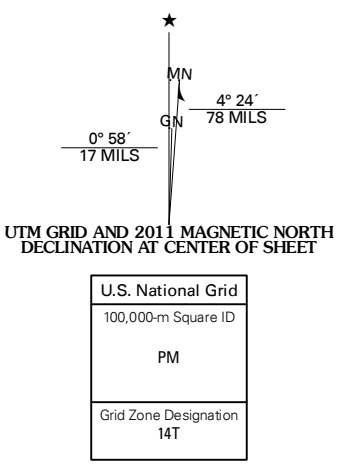 ★
MN
GN
4° 24´
78 MILS
0° 58´
17 MILS
UTM GRID AND 2011 MAGNETIC NORTH
DECLINATION AT CENTER OF SHEET
U.S. National Grid
100,000-m Square ID
PM
Grid Zone Designation
14T